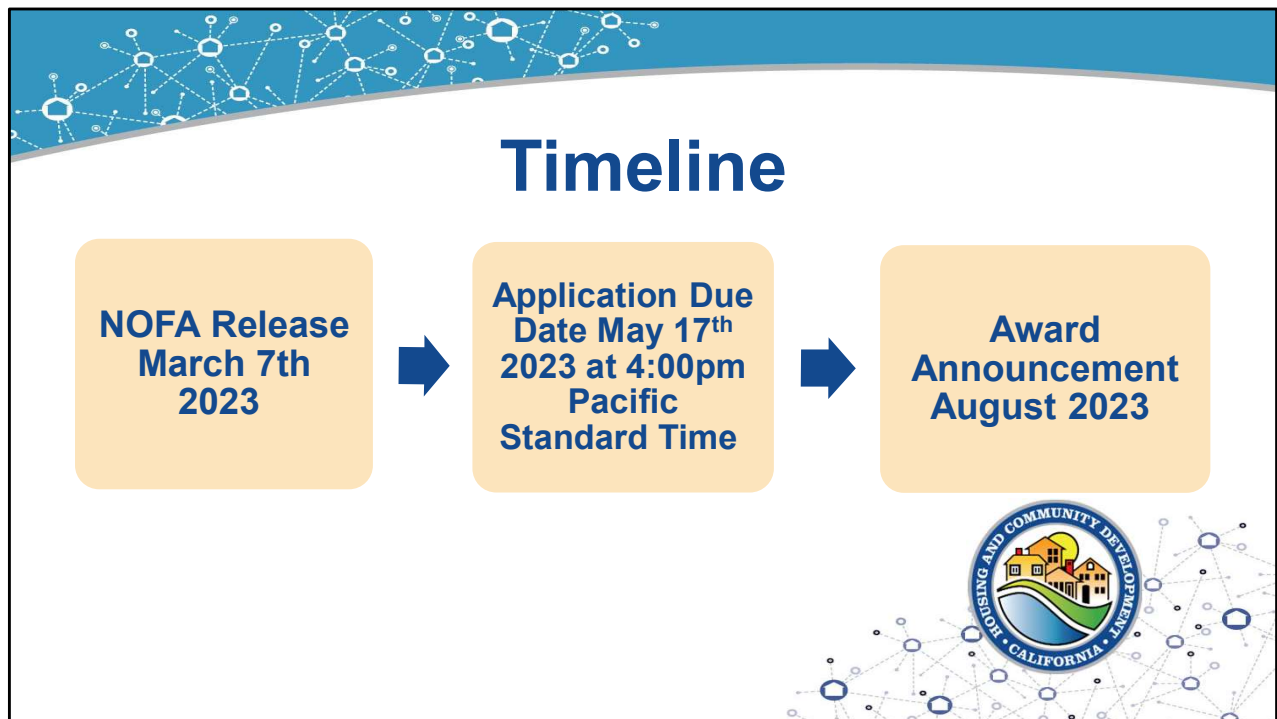 Timeline
NOFA Release
March 7th
2023
Application Due
Date May 17th
2023 at 4:00pm
Pacific
Standard Time
Award
Announcement
August 2023
HOUSING AND COMMUNITY DEVELOPMENT
• CALIFORNIA •